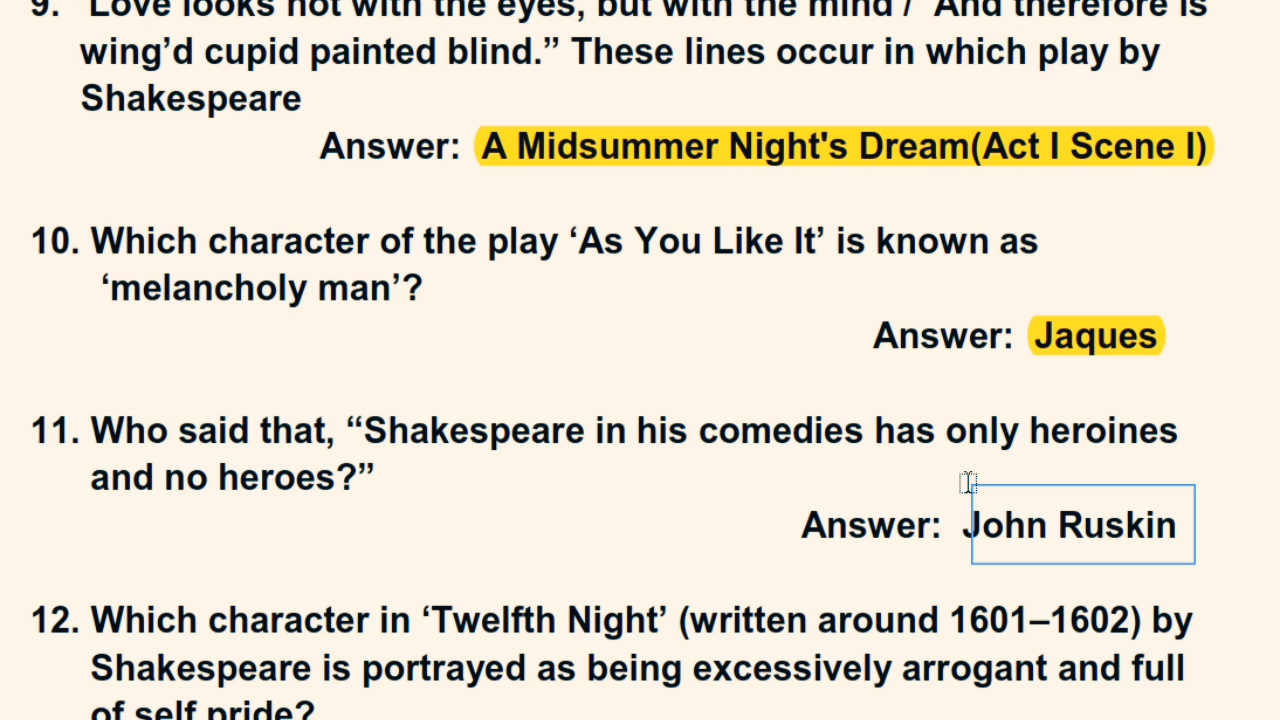 9. “Love looks not with the eyes, but with the mind / “And therefore is
wing’d cupid painted blind.” These lines occur in which play by
Shakespeare
Answer: A Midsummer Night's Dream(Act I Scene I)
10. Which character of the play ‘As You Like It’ is known as
‘melancholy man’?
Answer: Jaques
11. Who said that, “Shakespeare in his comedies has only heroines
and no heroes?”
Answer: John Ruskin
12. Which character in ‘Twelfth Night’ (written around 1601–1602) by
Shakespeare is portrayed as being excessively arrogant and full
of self pride?